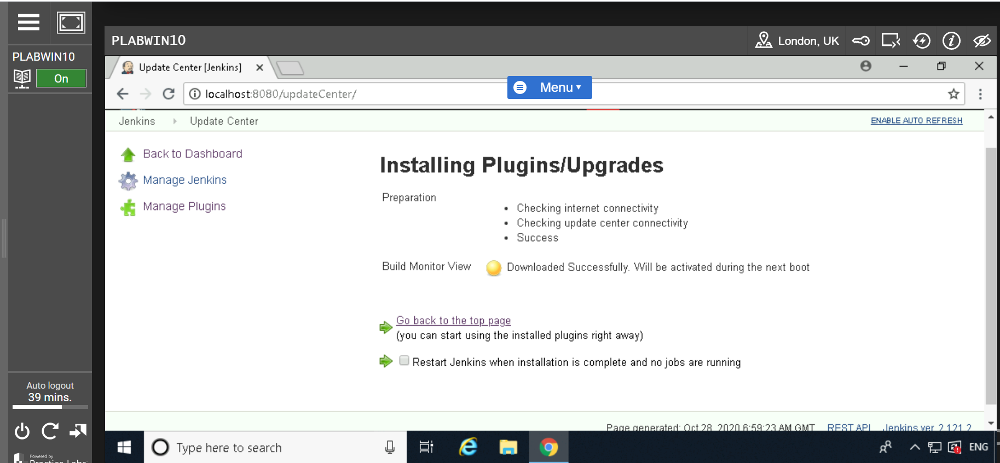 PLABWIN10
London, UK
PLABWIN10
On
Update Center [Jenkins]
Menu
localhost:8080/updateCenter/
Jenkins
Update Center
ENABLE AUTO REFRESH
Back to Dashboard
Manage Jenkins
Manage Plugins
Installing Plugins/Upgrades
Preparation
Checking internet connectivity
Checking update center connectivity
Success
Build Monitor View
Downloaded Successfully. Will be activated during the next boot
Go back to the top page
(you can start using the installed plugins right away)
Restart Jenkins when installation is complete and no jobs are running
Auto logout
39 mins.
Page generated: Oct 28, 2020 6:59:23 AM GMT
REST API
Jenkins ver. 2.121.2
Type here to search
ENG
Powered by
Practice Labs